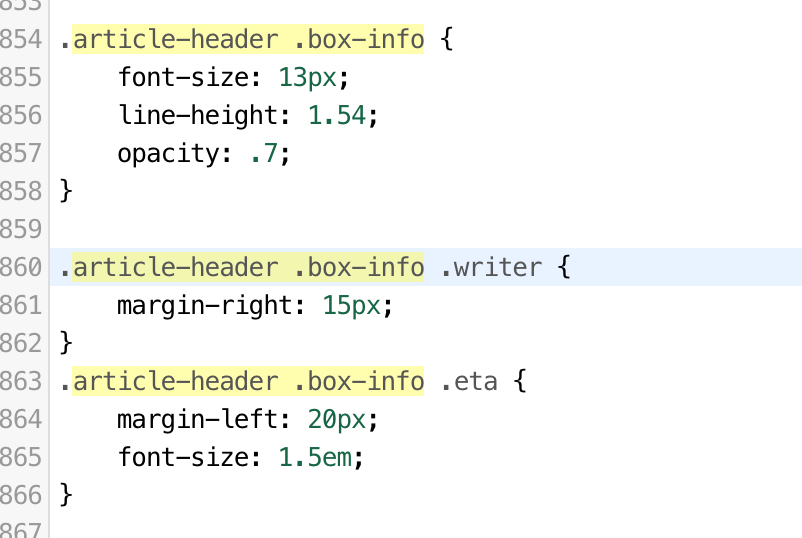 853
854 .article-header .box-info {
855     font-size: 13px;
856     line-height: 1.54;
857     opacity: .7;
858 }
859
860 .article-header .box-info .writer {
861     margin-right: 15px;
862 }
863 .article-header .box-info .eta {
864     margin-left: 20px;
865     font-size: 1.5em;
866 }
867